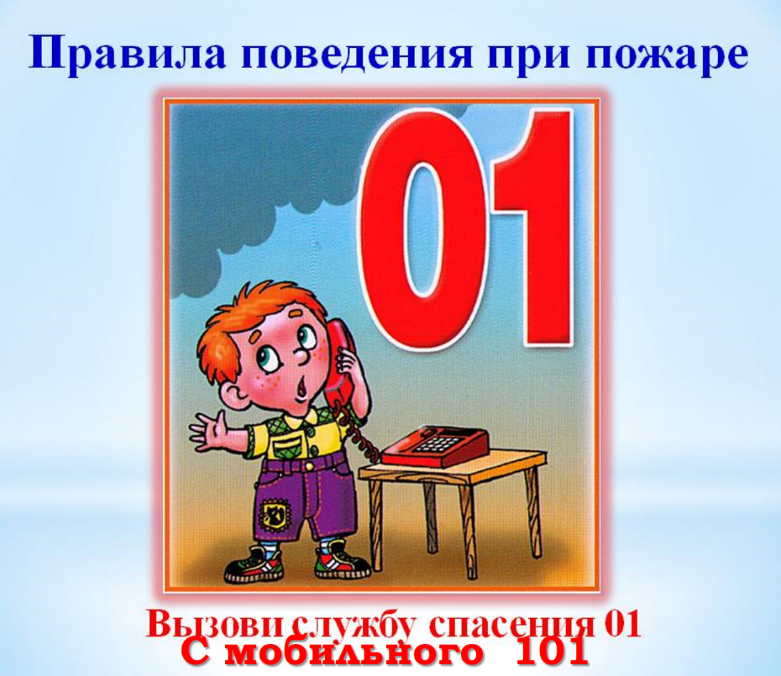 Правила поведения при пожаре
01
Вызови службу спасения 01
С мобильного 101